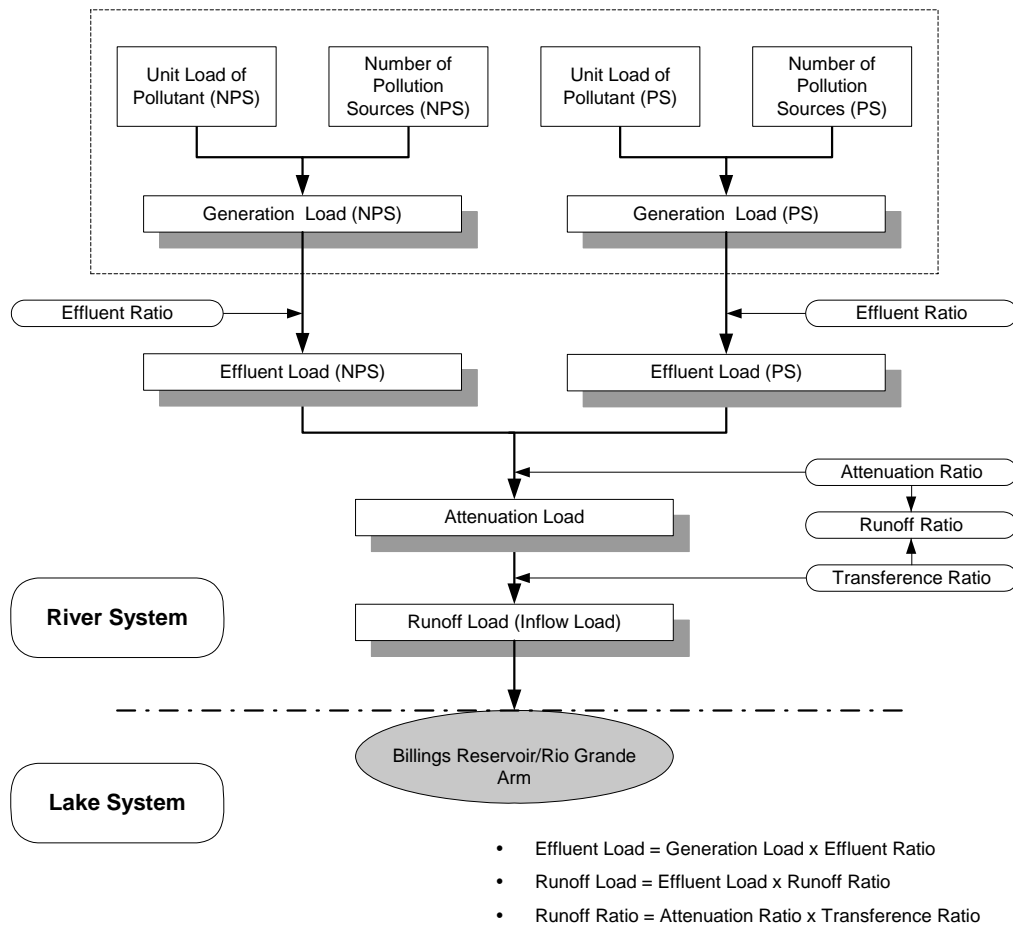 Unit Load of
Pollutant (NPS)
Number of
Pollution
Sources (NPS)
Unit Load of
Pollutant (PS)
Number of
Pollution
Sources (PS)
Generation Load (NPS)
Generation Load (PS)
Effluent Ratio
Effluent Ratio
Effluent Load (NPS)
Effluent Load (PS)
Attenuation Ratio
Attenuation Load
Runoff Ratio
Transference Ratio
River System
Runoff Load (Inflow Load)
Billings Reservoir/Rio Grande
Arm
Lake System
• Effluent Load = Generation Load x Effluent Ratio
• Runoff Load = Effluent Load x Runoff Ratio
• Runoff Ratio = Attenuation Ratio x Transference Ratio